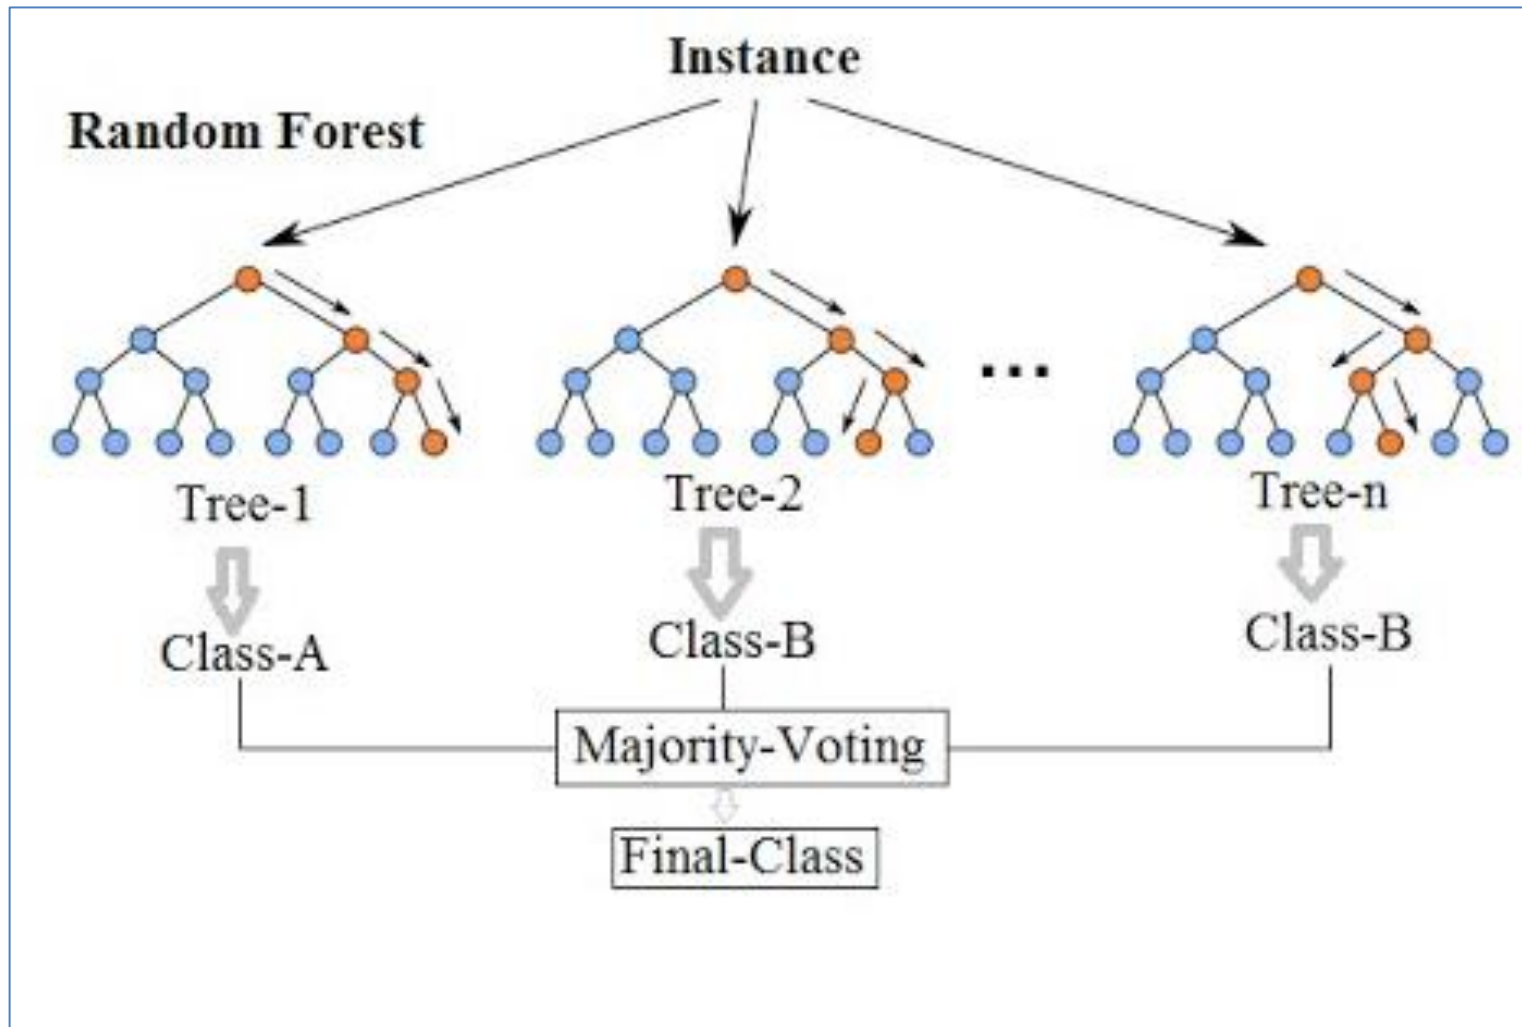 Instance
Random Forest
...
Tree-1
Tree-2
Tree-n
Class-A
Class-B
Class-B
Majority-Voting
Final-Class